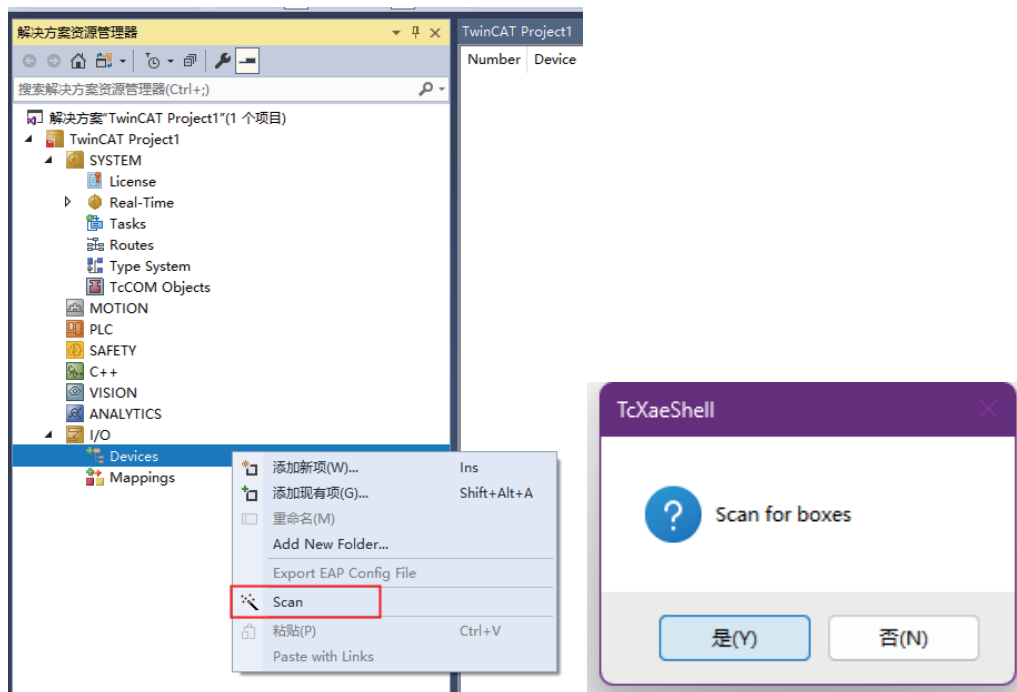 解决方案资源管理器
搜索解决方案资源管理器(Ctrl+;)
解决方案"TwinCAT Project1"(1 个项目)
TwinCAT Project1
SYSTEM
License
Real-Time
Tasks
Routes
Type System
TcCOM Objects
MOTION
PLC
SAFETY
C++
VISION
ANALYTICS
I/O
Devices
Mappings
TwinCAT Project1
Number Device
添加新项(W)... Ins
添加现有项(G)... Shift+Alt+A
重命名(M)
Add New Folder...
Export EAP Config File
Scan
粘贴(P) Ctrl+V
Paste with Links
TcXaeShell
Scan for boxes
是(Y) 否(N)